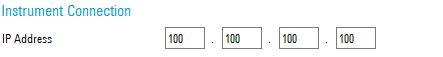 Instrument Connection
IP Address 100 . 100 . 100 . 100